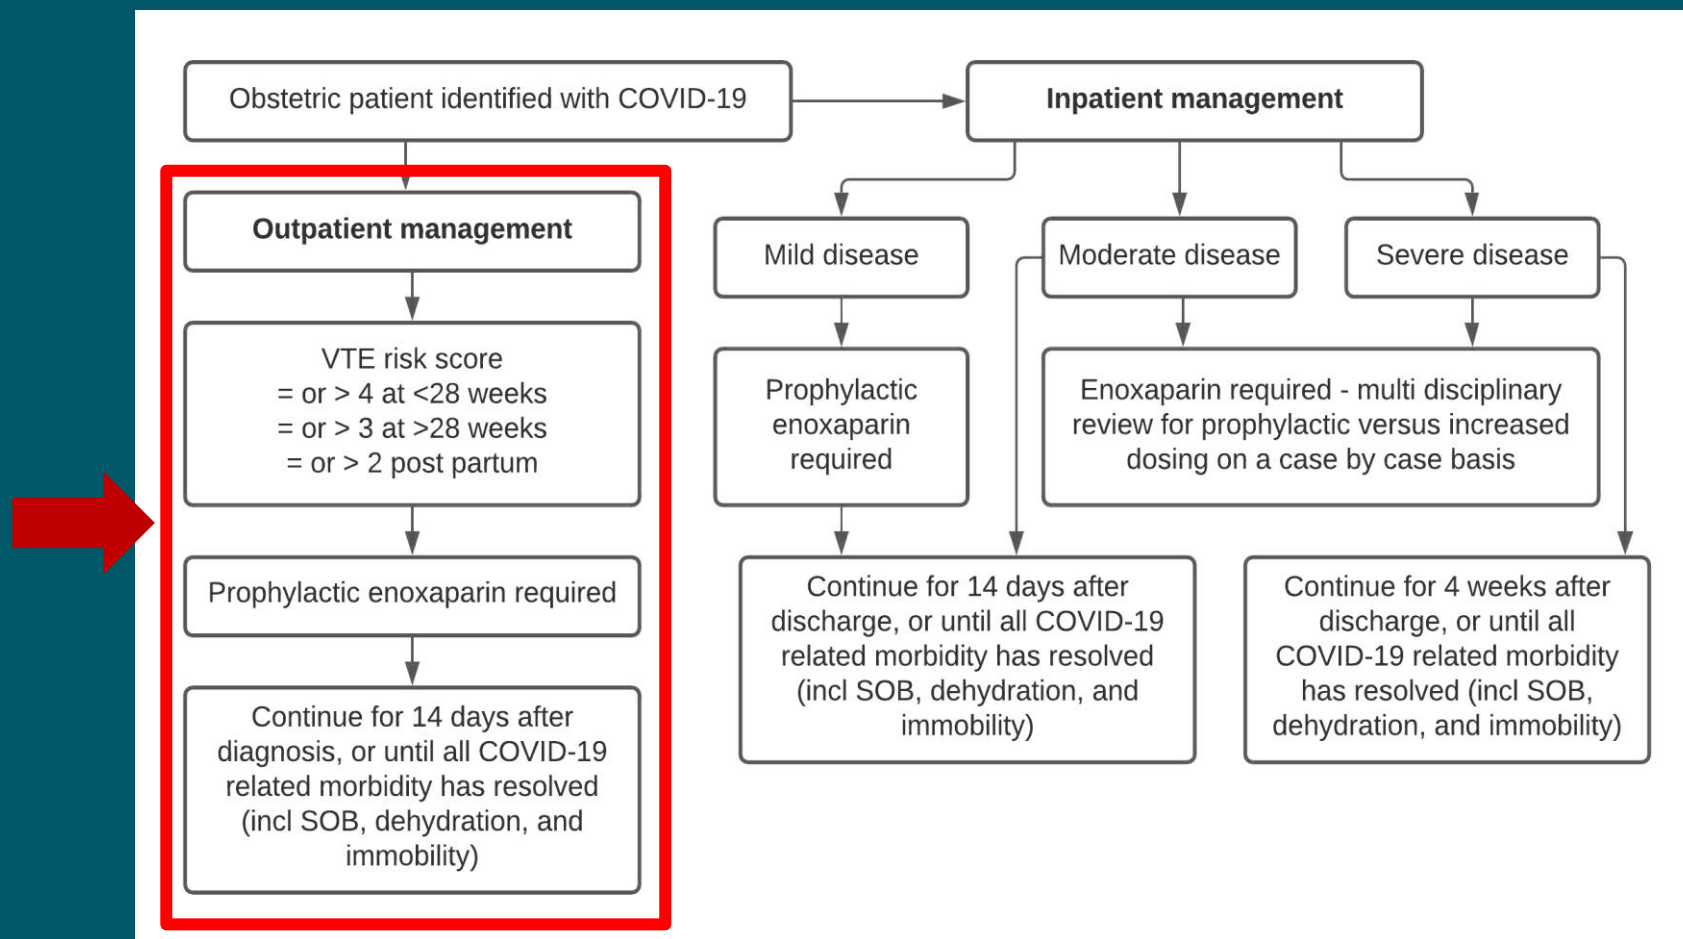 Obstetric patient identified with COVID-19
Inpatient management
Outpatient management
VTE risk score
= or > 4 at <28 weeks
= or > 3 at >28 weeks
= or > 2 post partum
Prophylactic enoxaparin required
Continue for 14 days after
diagnosis, or until all COVID-19
related morbidity has resolved
(incl SOB, dehydration, and
immobility)
Mild disease
Moderate disease
Severe disease
Prophylactic
enoxaparin
required
Enoxaparin required - multi disciplinary
review for prophylactic versus increased
dosing on a case by case basis
Continue for 14 days after
discharge, or until all COVID-19
related morbidity has resolved
(incl SOB, dehydration, and
immobility)
Continue for 4 weeks after
discharge, or until all
COVID-19 related morbidity
has resolved (incl SOB,
dehydration, and immobility)